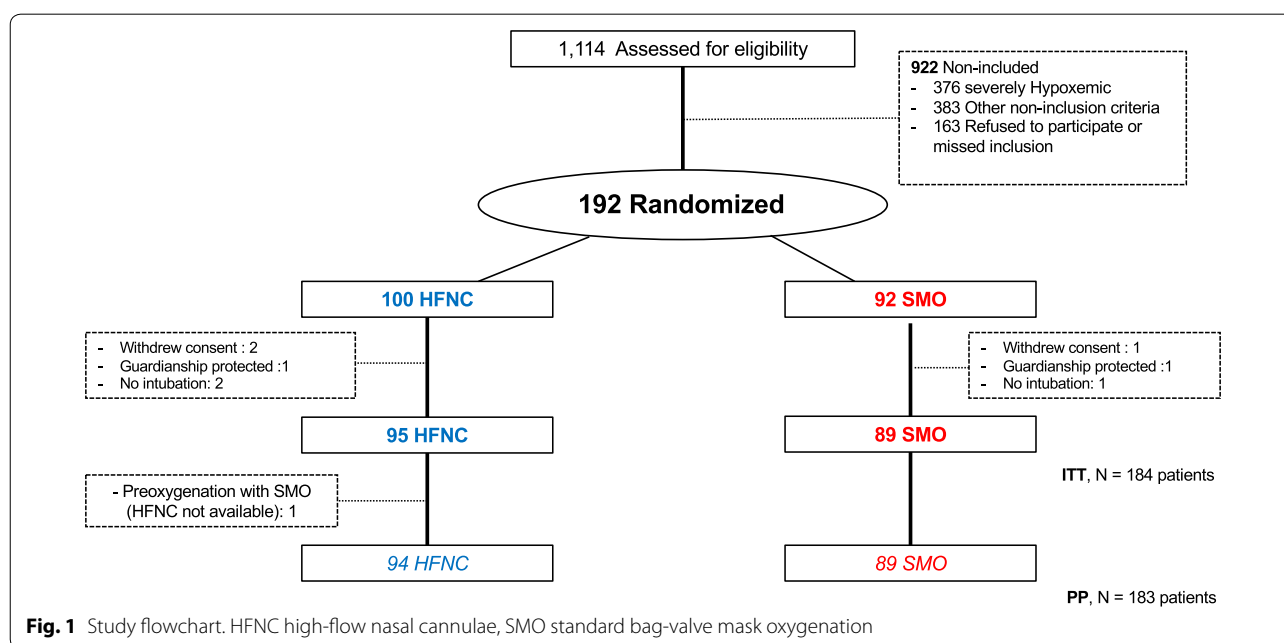 1,114 Assessed for eligibility
922 Non-included
- 376 severely Hypoxemic
- 383 Other non-inclusion criteria
- 163 Refused to participate or
missed inclusion
192 Randomized
100 HFNC
92 SMO
- Withdrew consent : 2
- Guardianship protected :1
- No intubation: 2
- Withdrew consent : 1
- Guardianship protected :1
- No intubation: 1
95 HFNC
89 SMO
ITT, N = 184 patients
- Preoxygenation with SMO
(HFNC not available): 1
94 HFNC
89 SMO
PP, N = 183 patients
Fig. 1 Study flowchart. HFNC high-flow nasal cannulae, SMO standard bag-valve mask oxygenation